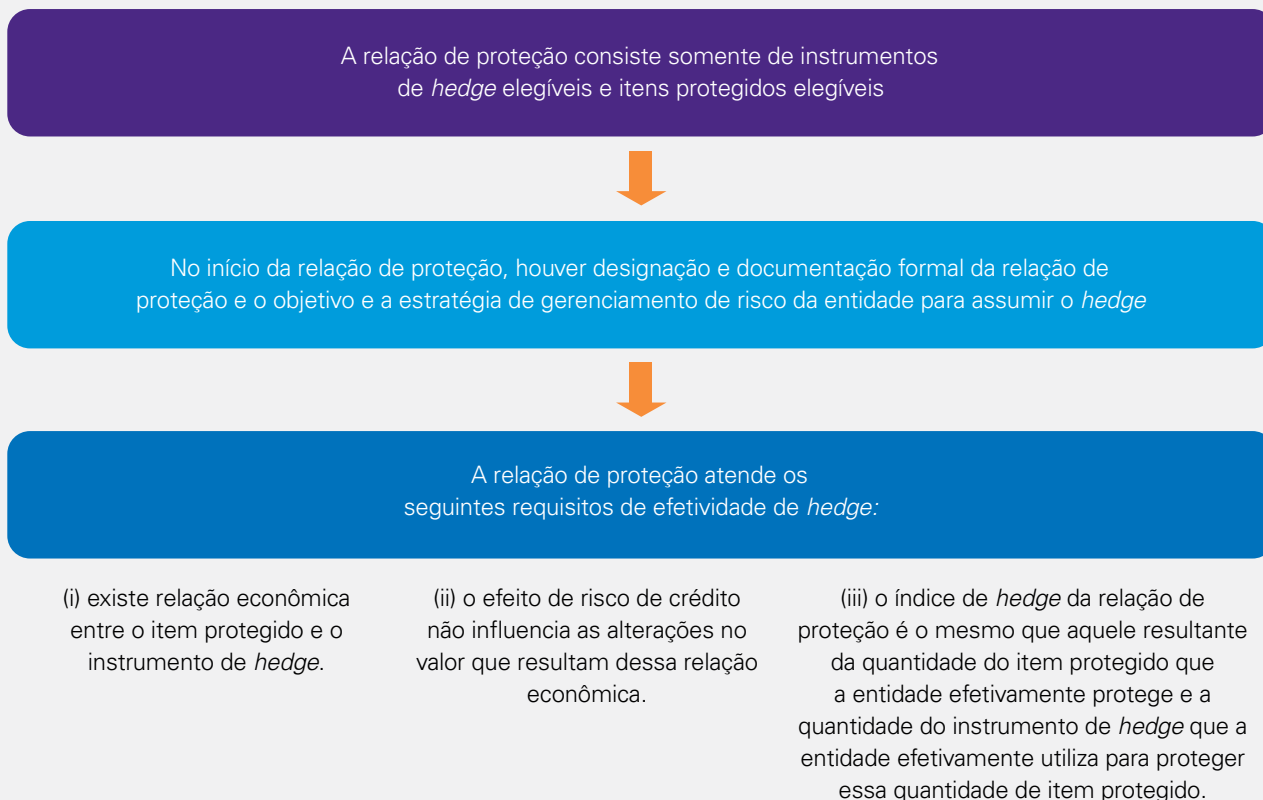 A relação de proteção consiste somente de instrumentos
de hedge elegíveis e itens protegidos elegíveis
No início da relação de proteção, houver designação e documentação formal da relação de
proteção e o objetivo e a estratégia de gerenciamento de risco da entidade para assumir o hedge
A relação de proteção atende os
seguintes requisitos de efetividade de hedge:
(i) existe relação econômica
entre o item protegido e o
instrumento de hedge.
(ii) o efeito de risco de crédito
não influencia as alterações no
valor que resultam dessa relação
econômica.
(iii) o índice de hedge da relação de
proteção é o mesmo que aquele resultante
da quantidade do item protegido que
a entidade efetivamente protege e a
quantidade do instrumento de hedge que a
entidade efetivamente utiliza para proteger
essa quantidade de item protegido.